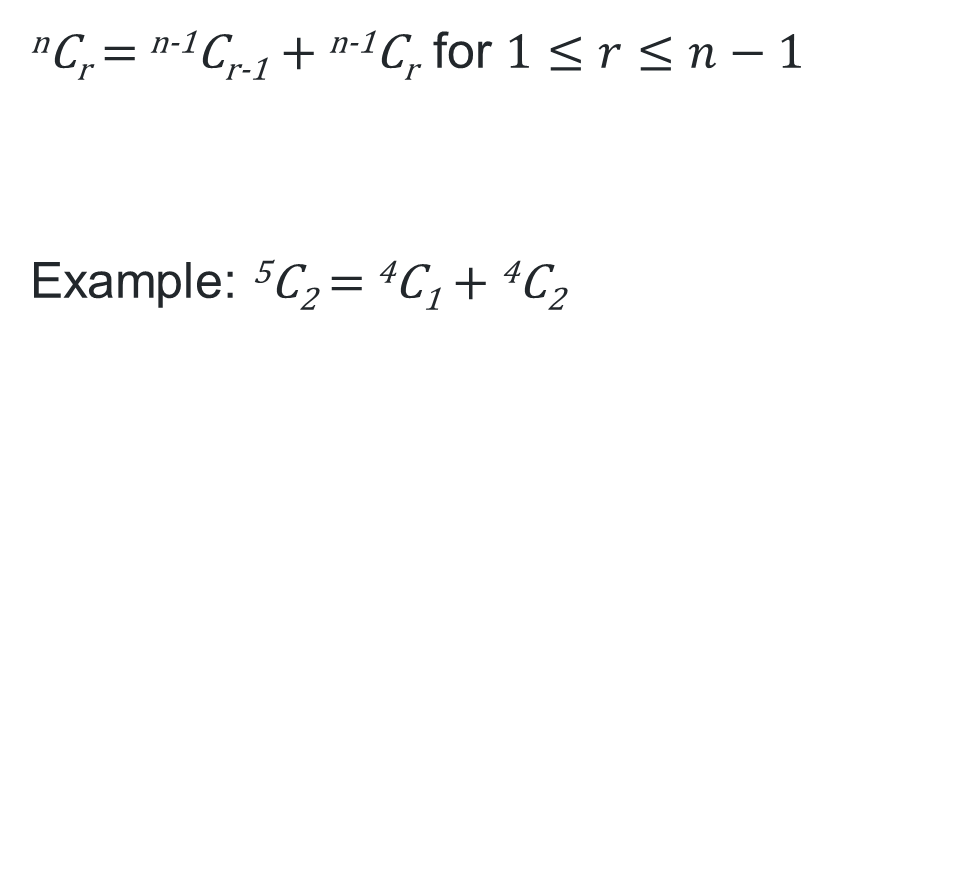 ⁿCᵣ = ⁿ⁻¹Cᵣ₋₁ + ⁿ⁻¹Cᵣ for 1 ≤ r ≤ n − 1
Example: ⁵C₂ = ⁴C₁ + ⁴C₂